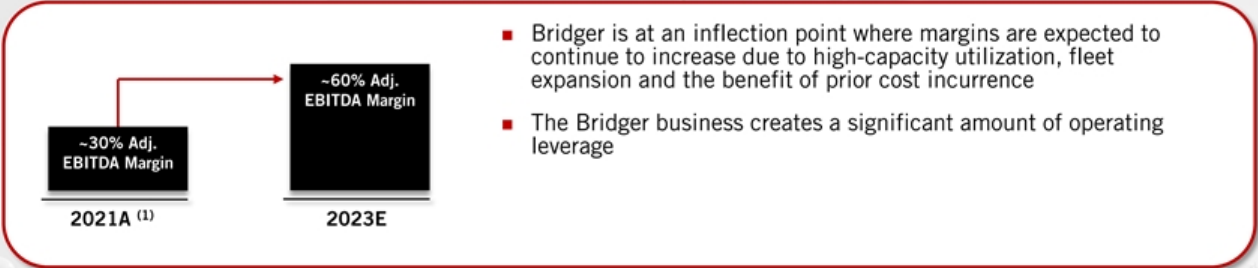 ~30% Adj.
EBITDA Margin
2021A (1)
~60% Adj.
EBITDA Margin
2023E
■ Bridger is at an inflection point where margins are expected to
continue to increase due to high-capacity utilization, fleet
expansion and the benefit of prior cost incurrence
■ The Bridger business creates a significant amount of operating
leverage